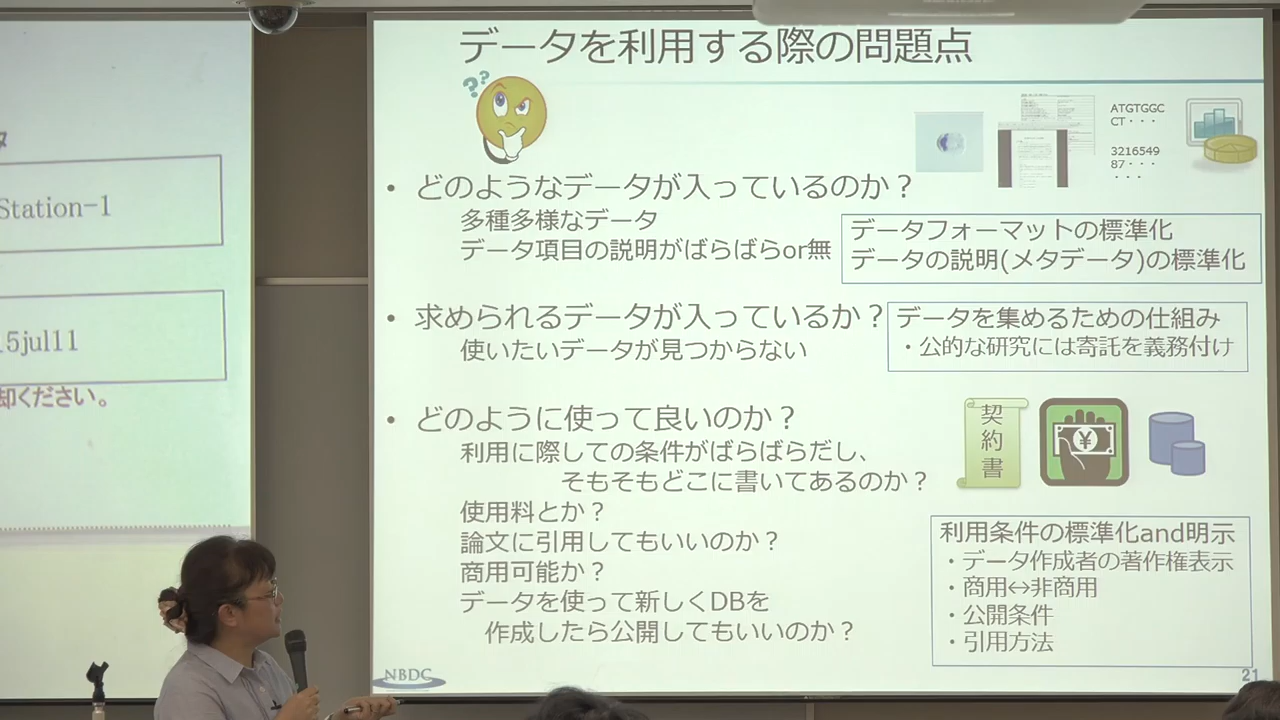 データを利用する際の問題点
??
ATGTGGC
CT・・・
3216549
87・・・
・・・
• どのようなデータが入っているのか？
多種多様なデータ
データ項目の説明がばらばらor無
データフォーマットの標準化
データの説明(メタデータ)の標準化
• 求められるデータが入っているか？
使いたいデータが見つからない
データを集めるための仕組み
・公的な研究には寄託を義務付け
• どのように使って良いのか？
利用に際しての条件がばらばらだし、
そもそもどこに書いてあるのか？
使用料とか？
論文に引用してもいいのか？
商用可能か？
データを使って新しくDBを
作成したら公開してもいいのか？
契約書
¥
利用条件の標準化and明示
・データ作成者の著作権表示
・商用↔非商用
・公開条件
・引用方法
NBDC
21
Station-1
5jul11
却ください。